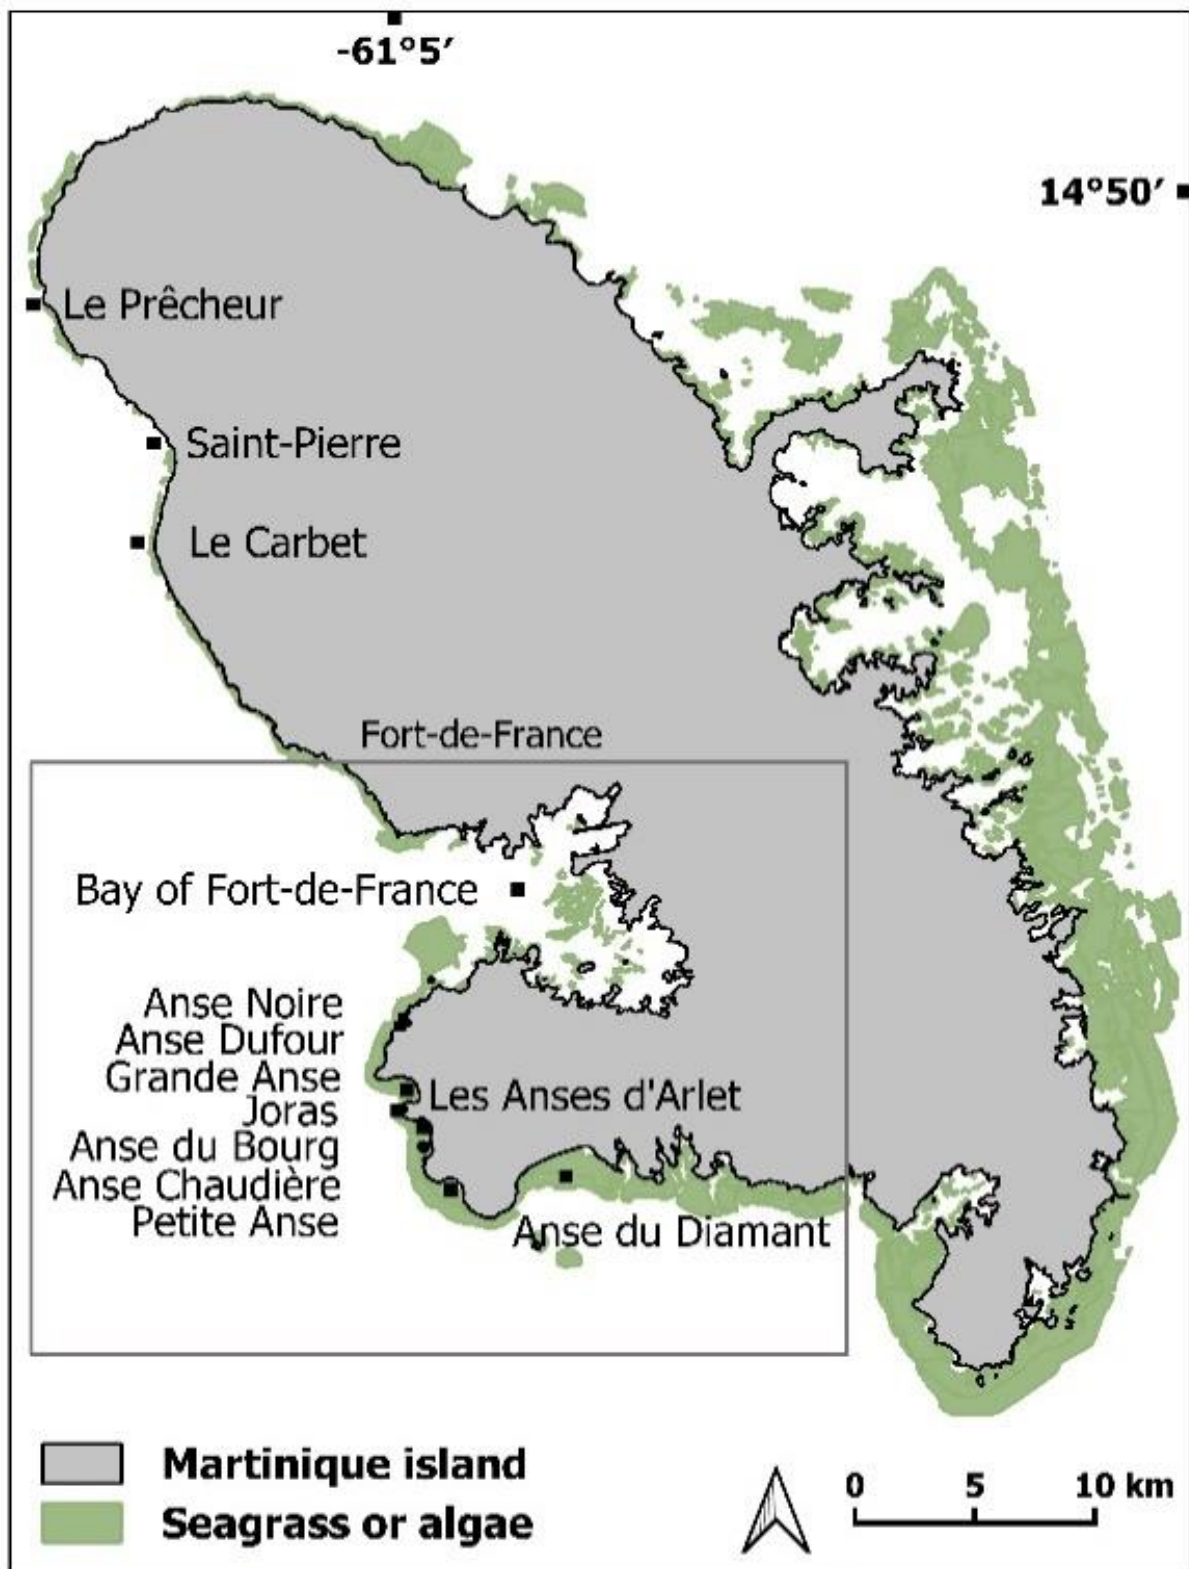 -61°5′
14°50′
Le Prêcheur
Saint-Pierre
Le Carbet
Fort-de-France
Bay of Fort-de-France
Anse Noire
Anse Dufour
Grande Anse
Les Anses d'Arlet
Joras
Anse du Bourg
Anse Chaudière
Petite Anse
Anse du Diamant
Martinique island
Seagrass or algae
0 5 10 km